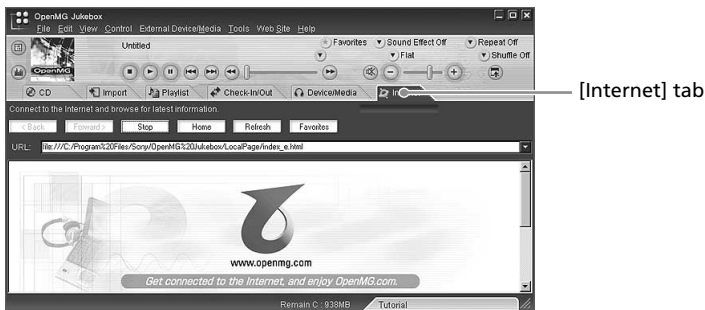 OpenMG Jukebox
File Edit View Control External Device/Media Tools Web Site Help
Untitled
Favorites Sound Effect Off Repeat Off
Flat Shuffle Off
OpenMG
CD Import Playlist Check-In/Out Device/Media
[Internet] tab
Connect to the Internet and browse for latest information.
< Back Forward > Stop Home Refresh Favorites
URL: file:///C:/Program%20Files/Sony/OpenMG%20Jukebox/LocalPage/index_e.html
www.openmg.com
Get connected to the Internet, and enjoy OpenMG.com.
Remain C : 938MB Tutorial